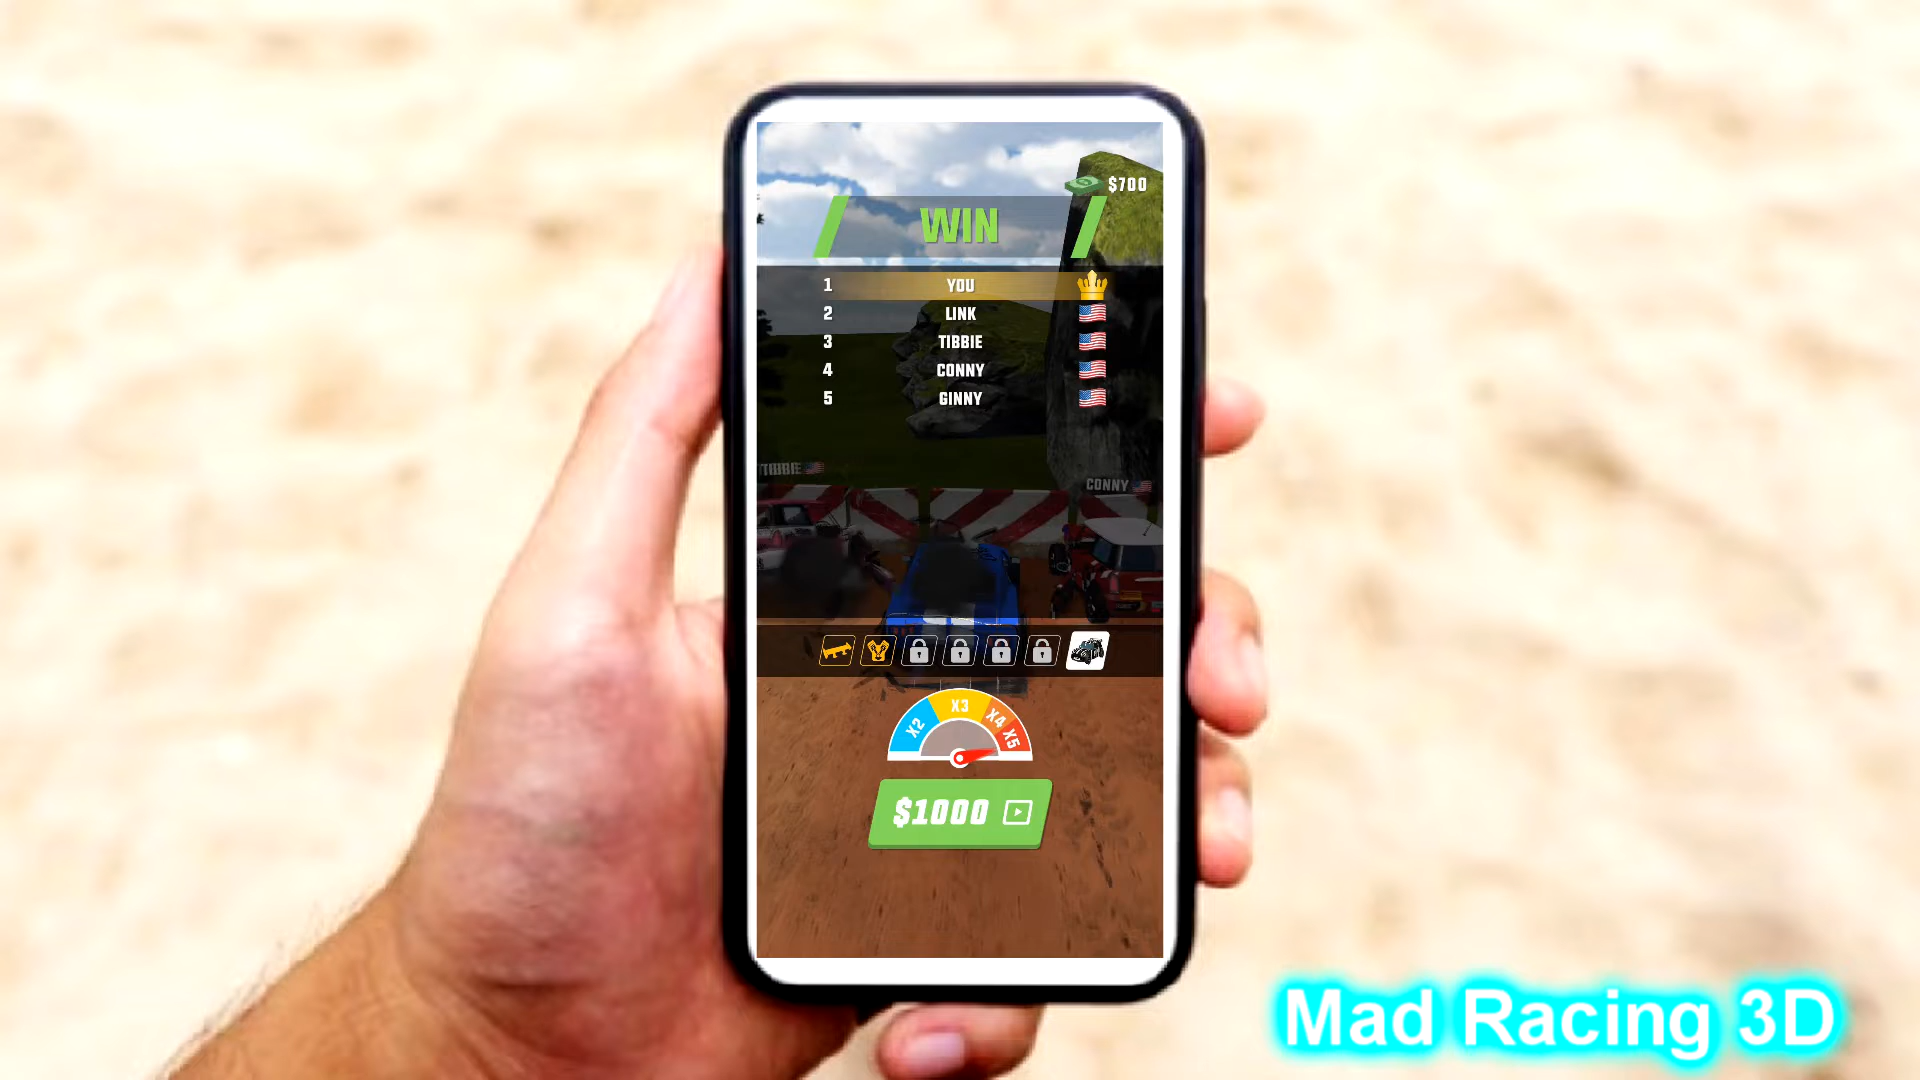 $700
WIN
1 YOU
2 LINK
3 TIBBIE
4 CONNY
5 GINNY
TIBBIE
CONNY
X2 X3 X4 X5
$1000
Mad Racing 3D